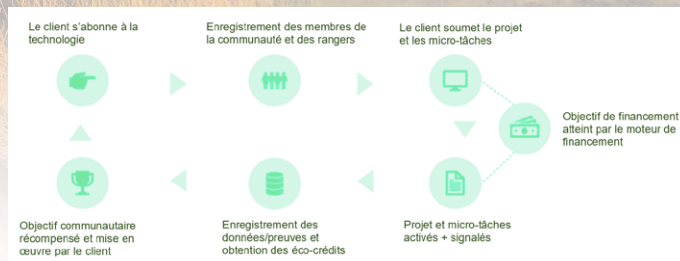 Le client s'abonne à la
technologie
Enregistrement des membres de
la communauté et des rangers
Le client soumet le projet
et les micro-tâches
Objectif de financement
atteint par le moteur de
financement
Projet et micro-tâches
activés + signalés
Enregistrement des
données/preuves et
obtention des éco-crédits
Objectif communautaire
récompensé et mise en
œuvre par le client